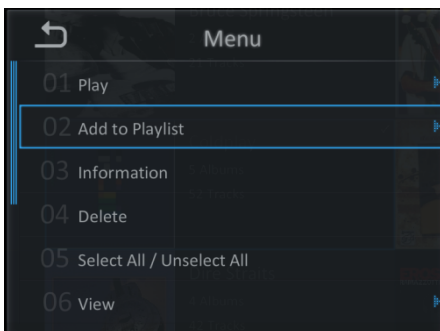 Menu
01 Play
02 Add to Playlist
03 Information
04 Delete
05 Select All / Unselect All
06 View